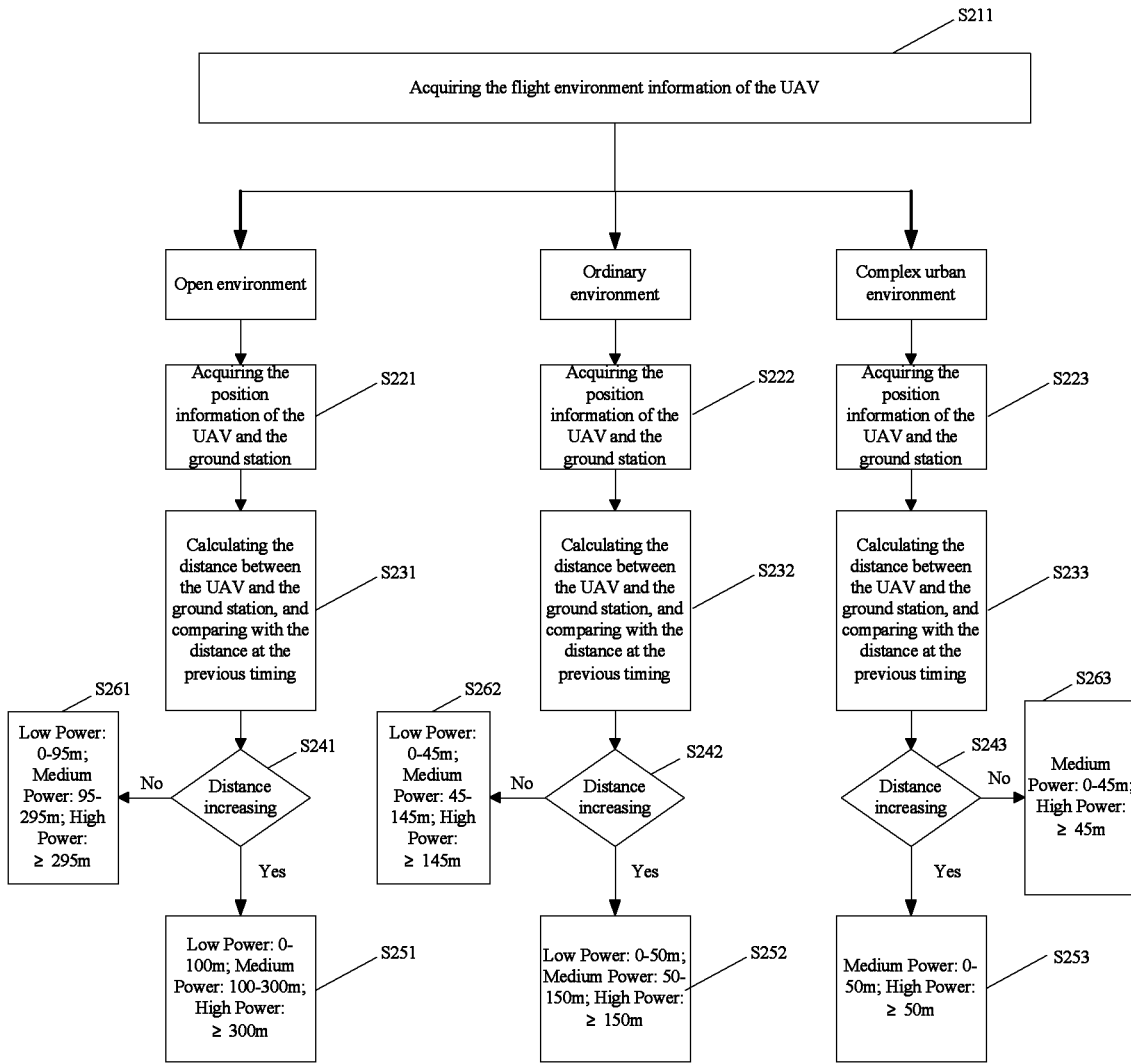 S211
Acquiring the flight environment information of the UAV
Open environment
Ordinary
environment
Complex urban
environment
Acquiring the
position
information of the
UAV and the
ground station
S221
Acquiring the
position
information of the
UAV and the
ground station
S222
Acquiring the
position
information of the
UAV and the
ground station
S223
Calculating the
distance between
the UAV and the
ground station, and
comparing with the
distance at the
previous timing
S231
Calculating the
distance between
the UAV and the
ground station, and
comparing with the
distance at the
previous timing
S232
Calculating the
distance between
the UAV and the
ground station, and
comparing with the
distance at the
previous timing
S233
S261
Low Power:
0-95m;
Medium
Power: 95-
295m; High
Power:
≥ 295m
No
S241
Distance
increasing
Yes
S262
Low Power:
0-45m;
Medium
Power: 45-
145m; High
Power:
≥ 145m
No
S242
Distance
increasing
Yes
S243
Distance
increasing
No
Yes
S263
Medium
Power: 0-45m;
High Power:
≥ 45m
Low Power: 0-
100m; Medium
Power: 100-300m;
High Power:
≥ 300m
S251
Low Power: 0-50m;
Medium Power: 50-
150m; High Power:
≥ 150m
S252
Medium Power: 0-
50m; High Power:
≥ 50m
S253